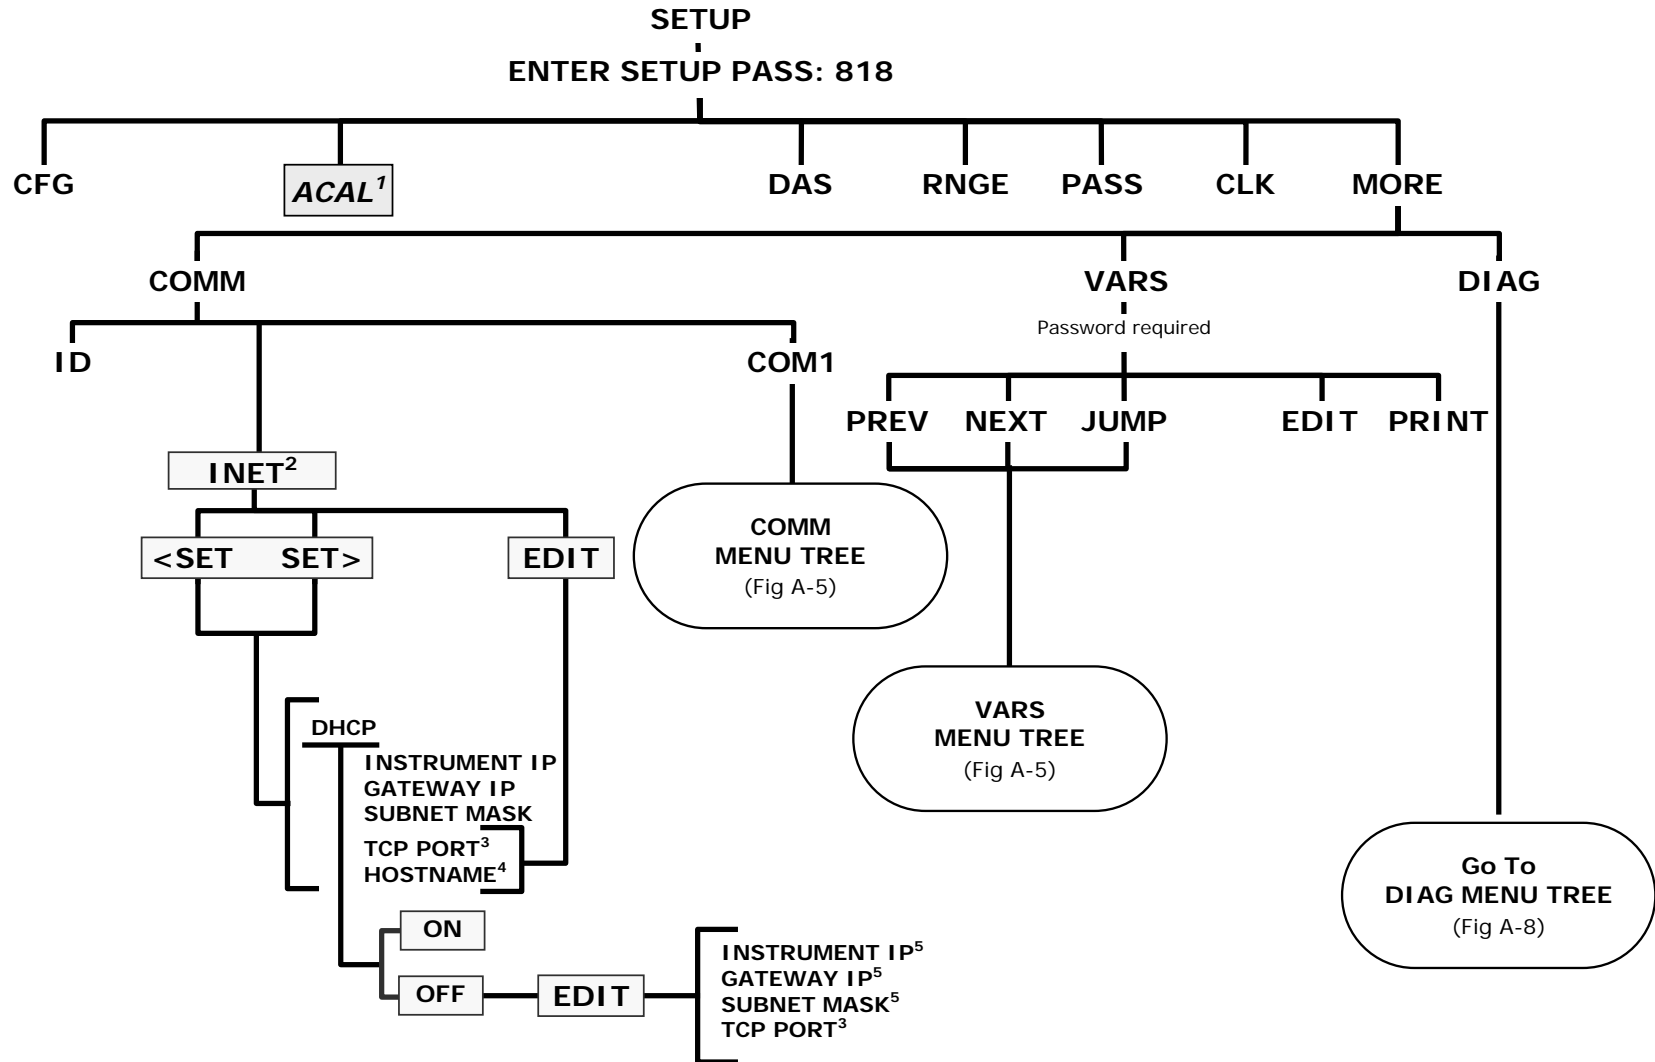 SETUP
ENTER SETUP PASS: 818
CFG
ACAL¹
DAS
RNGE
PASS
CLK
MORE
COMM
VARS
DIAG
Password required
ID
COM1
PREV
NEXT
JUMP
EDIT
PRINT
INET²
<SET SET>
EDIT
COMM
MENU TREE
(Fig A-5)
VARS
MENU TREE
(Fig A-5)
DHCP
INSTRUMENT IP
GATEWAY IP
SUBNET MASK
TCP PORT³
HOSTNAME⁴
Go To
DIAG MENU TREE
(Fig A-8)
ON
OFF
EDIT
INSTRUMENT IP⁵
GATEWAY IP⁵
SUBNET MASK⁵
TCP PORT³